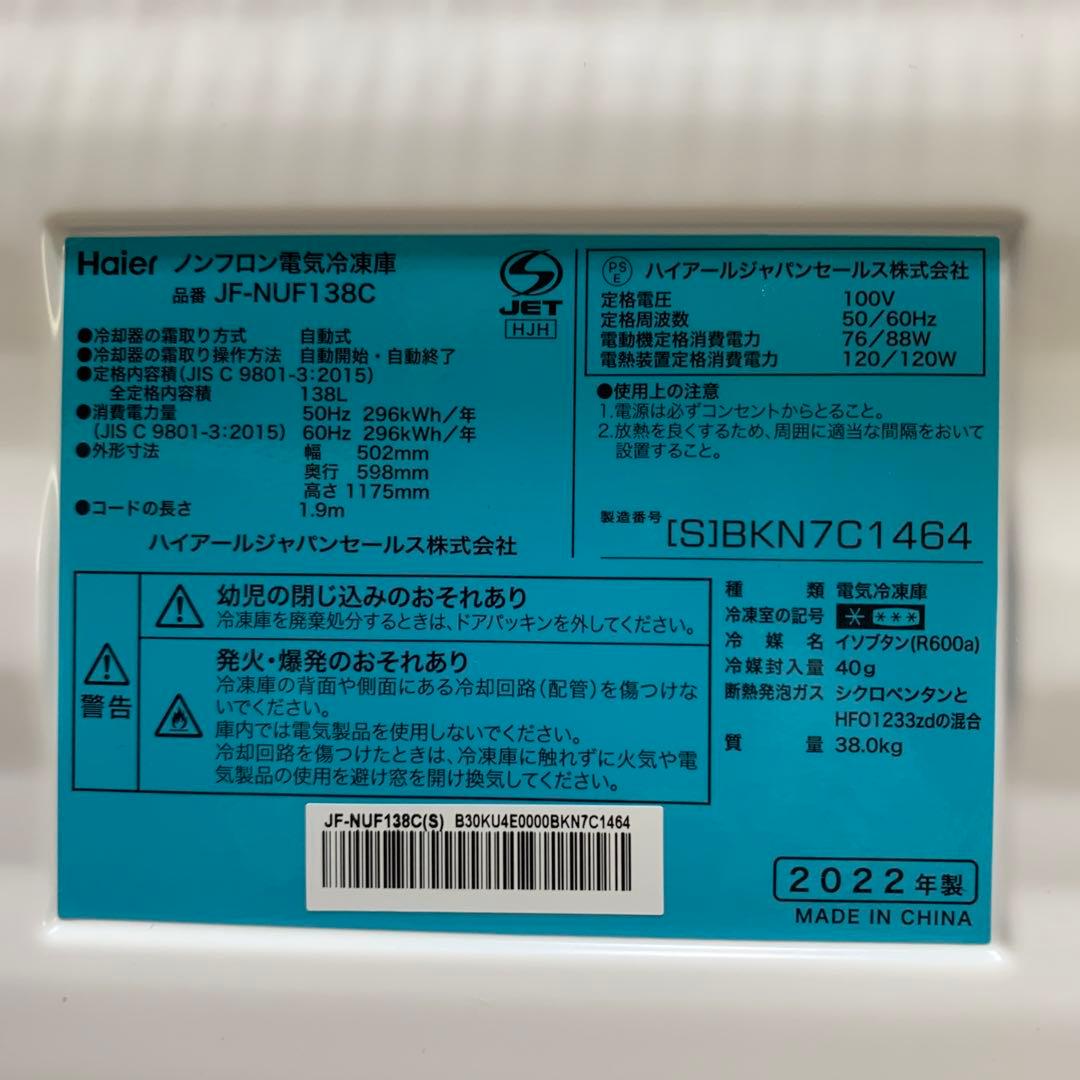 Haier ノンフロン電気冷凍庫
品番 JF-NUF138C
JET
HJH
●冷却器の霜取り方式 自動式
●冷却器の霜取り操作方法 自動開始・自動終了
●定格内容積(JIS C 9801-3:2015)
全定格内容積 138L
●消費電力量 50Hz 296kWh/年
(JIS C 9801-3:2015) 60Hz 296kWh/年
●外形寸法 幅 502mm
奥行 598mm
高さ 1175mm
●コードの長さ 1.9m
ハイアールジャパンセールス株式会社
PSE ハイアールジャパンセールス株式会社
定格電圧 100V
定格周波数 50/60Hz
電動機定格消費電力 76/88W
電熱装置定格消費電力 120/120W
●使用上の注意
1.電源は必ずコンセントからとること。
2.放熱を良くするため、周囲に適当な間隔をおいて
設置すること。
製造番号 [S]BKN7C1464
警告
幼児の閉じ込みのおそれあり
冷凍庫を廃棄処分するときは、ドアパッキンを外してください。
発火・爆発のおそれあり
冷凍庫の背面や側面にある冷却回路(配管)を傷つけな
いでください。
庫内では電気製品を使用しないでください。
冷却回路を傷つけたときは、冷凍庫に触れずに火気や電
気製品の使用を避け窓を開け換気してください。
種類 電気冷凍庫
冷凍室の記号 * ***
冷媒名 イソブタン(R600a)
冷媒封入量 40g
断熱発泡ガス シクロペンタンと
HFO1233zdの混合
質量 38.0kg
JF-NUF138C(S) B30KU4E0000BKN7C1464
2022年製
MADE IN CHINA